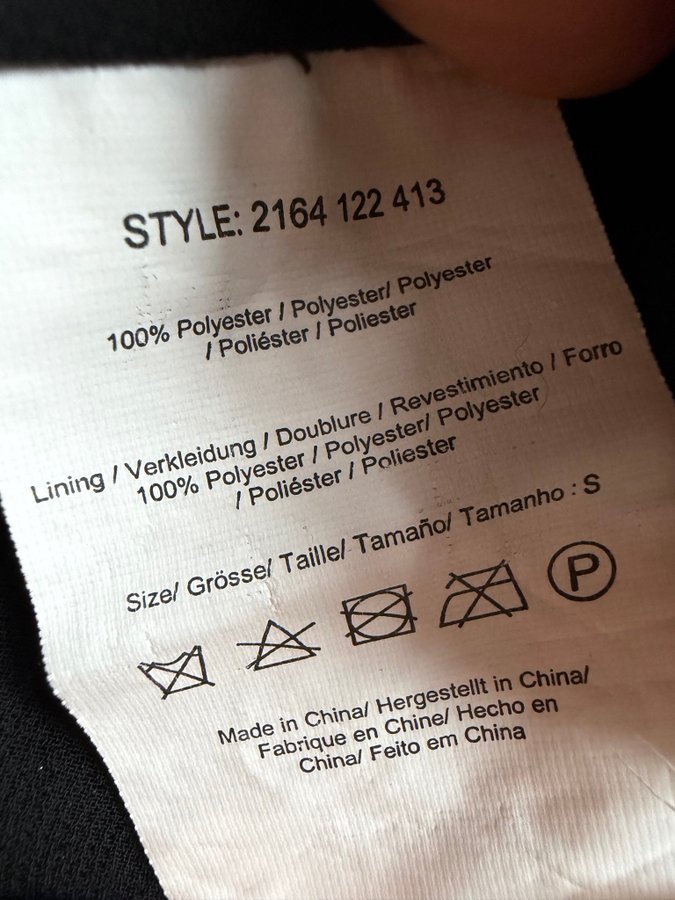 STYLE: 2164 122 413
100% Polyester / Polyester/ Polyester
/ Poliéster / Poliester
Lining / Verkleidung / Doublure / Revestimiento / Forro
100% Polyester / Polyester/ Polyester
/ Poliéster / Poliester
Size/ Grösse/ Taille/ Tamaño/ Tamanho : S
P
Made in China/ Hergestellt in China/
Fabrique en Chine/ Hecho en
China/ Feito em China